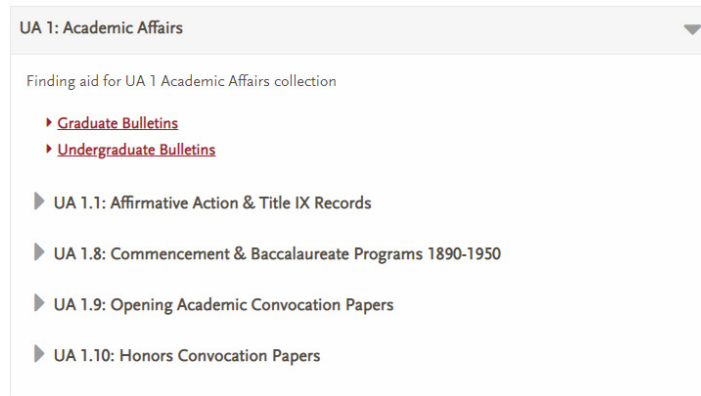 UA 1: Academic Affairs
Finding aid for UA 1 Academic Affairs collection
Graduate Bulletins
Undergraduate Bulletins
UA 1.1: Affirmative Action & Title IX Records
UA 1.8: Commencement & Baccalaureate Programs 1890-1950
UA 1.9: Opening Academic Convocation Papers
UA 1.10: Honors Convocation Papers